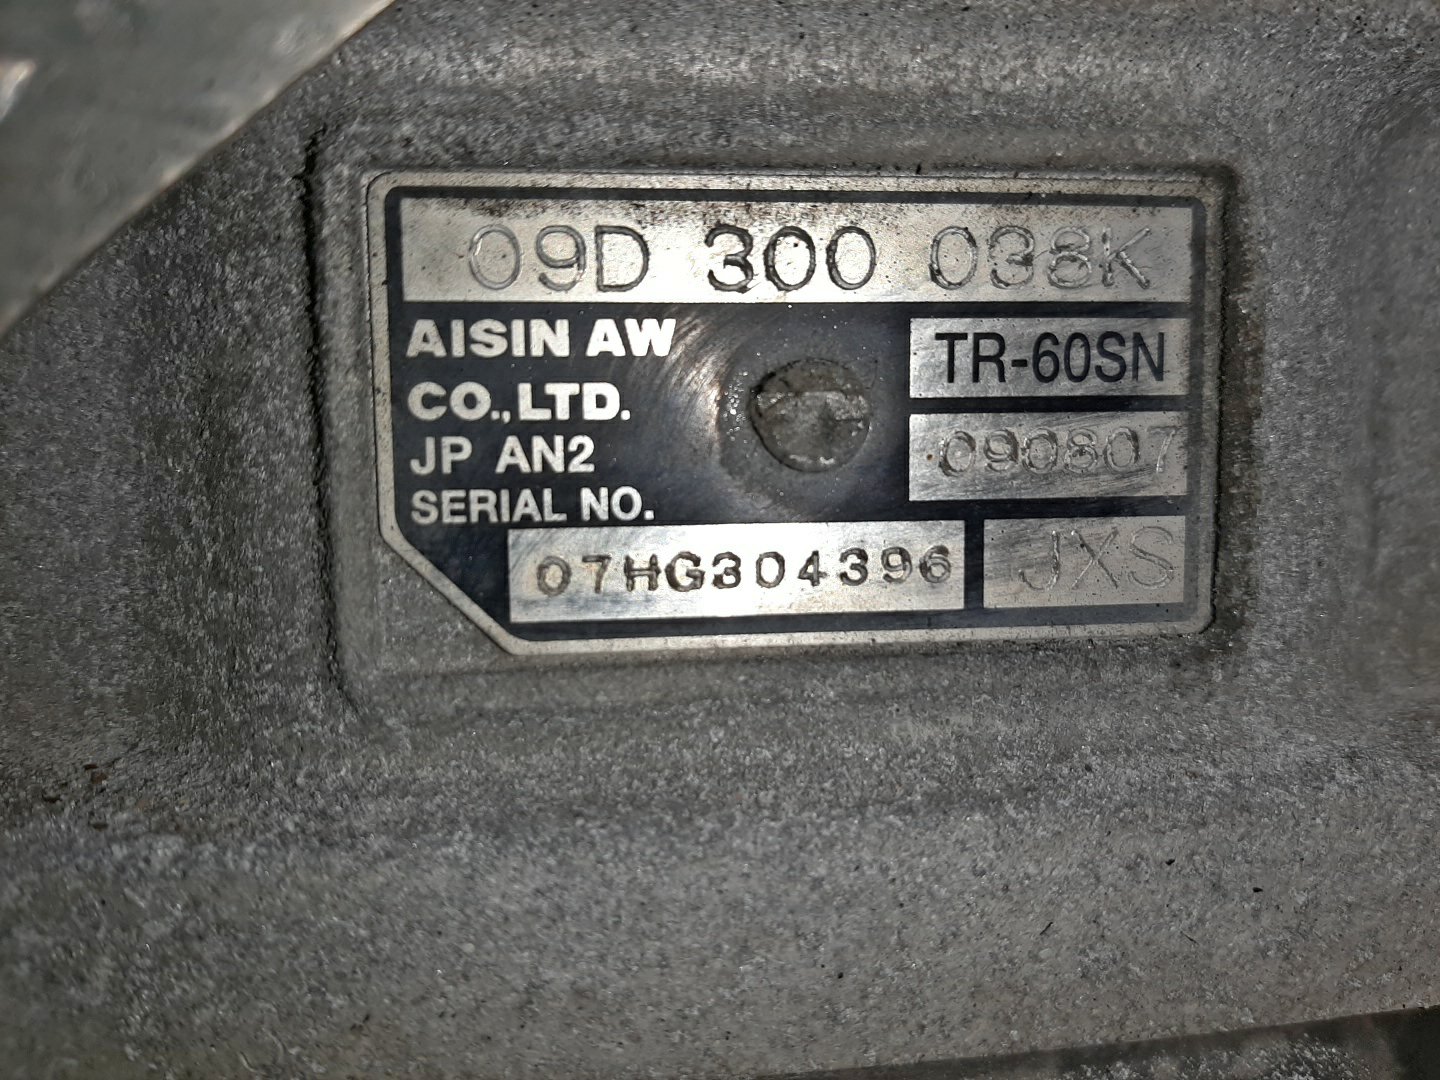 09D 300 038K
AISIN AW
CO.,LTD.
TR-60SN
JP AN2
090807
SERIAL NO.
07HG304396
JXS